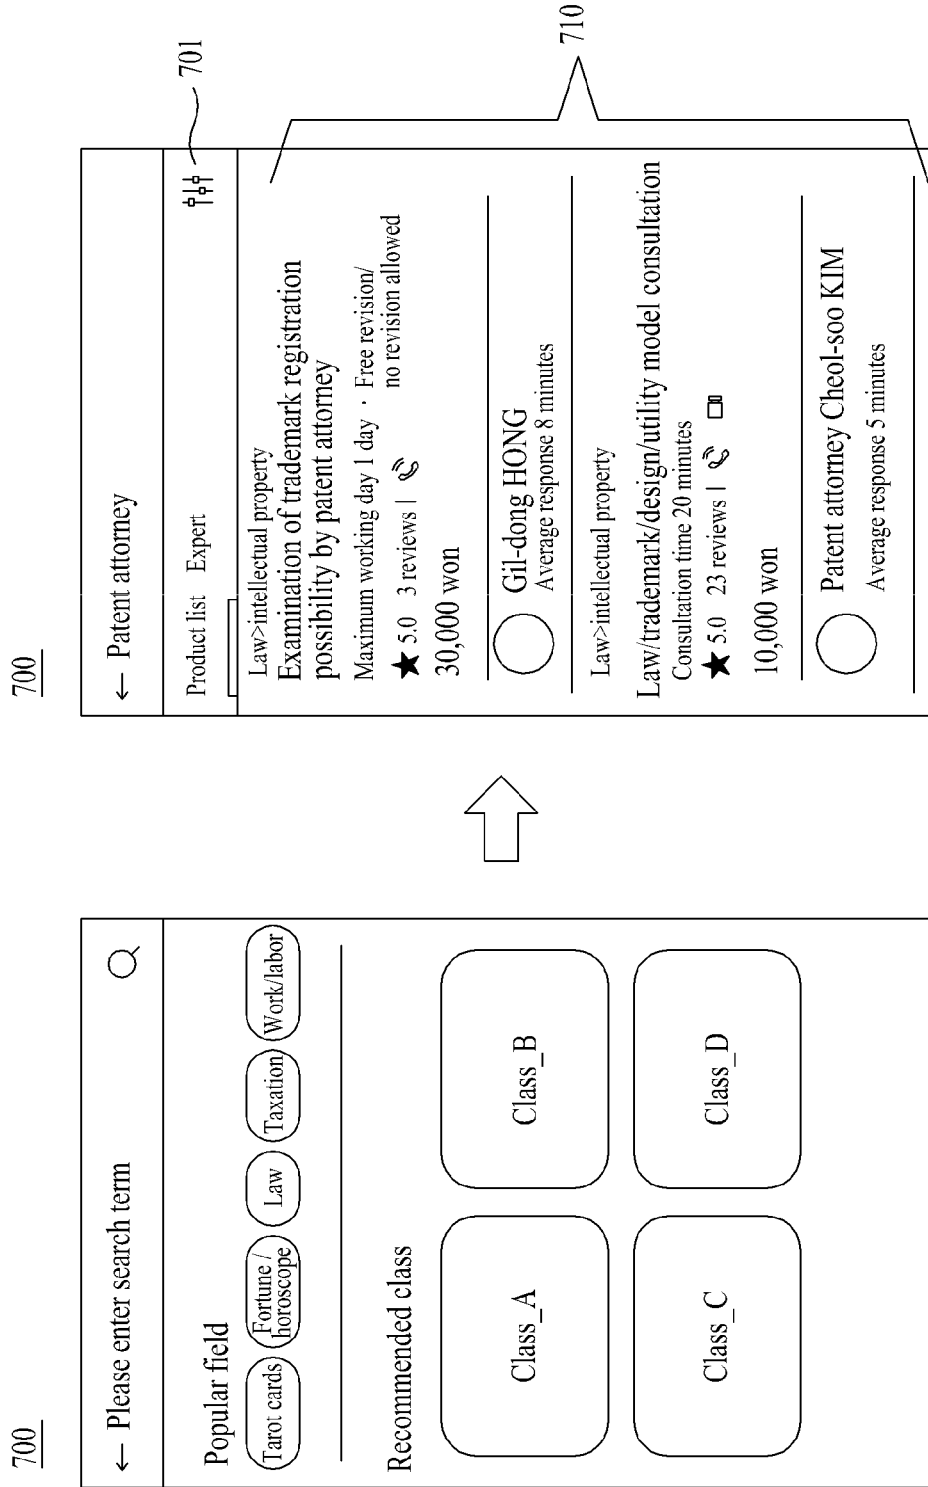 700
← Please enter search term
Popular field
Tarot cards
Fortune /
horoscope
Law
Taxation
Work/labor
Recommended class
Class_A
Class_B
Class_C
Class_D
700
← Patent attorney
Product list Expert
701
Law>intellectual property
Examination of trademark registration
possibility by patent attorney
Maximum working day 1 day · Free revision/
no revision allowed
★ 5.0 3 reviews |
30,000 won
Gil-dong HONG
Average response 8 minutes
Law>intellectual property
Law/trademark/design/utility model consultation
Consultation time 20 minutes
★ 5.0 23 reviews |
10,000 won
Patent attorney Cheol-soo KIM
Average response 5 minutes
710